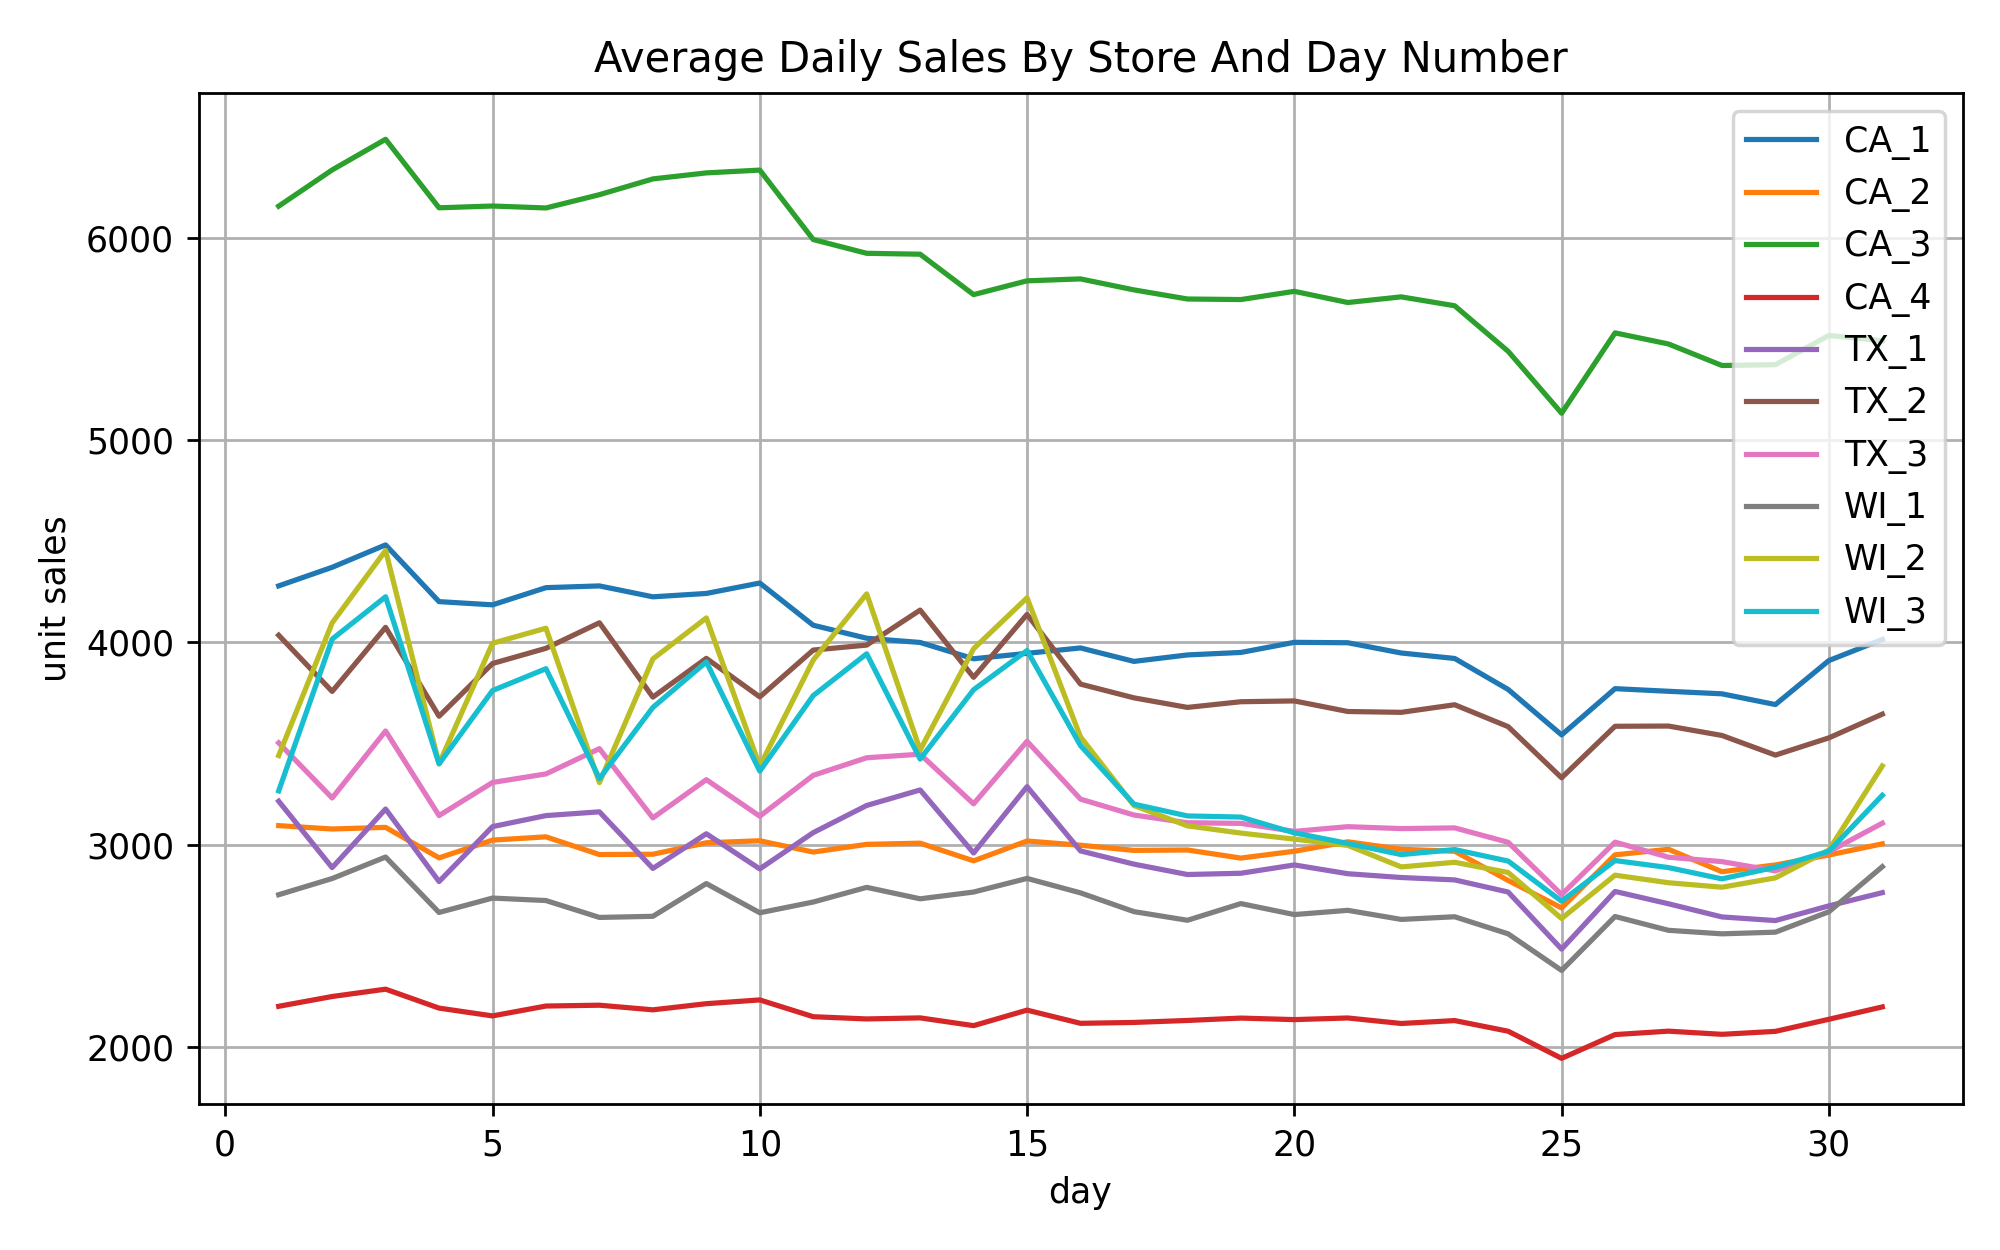 Average Daily Sales By Store And Day Number
unit sales
6000
5000
4000
3000
2000
0 5 10 15 20 25 30
day
CA_1
CA_2
CA_3
CA_4
TX_1
TX_2
TX_3
WI_1
WI_2
WI_3